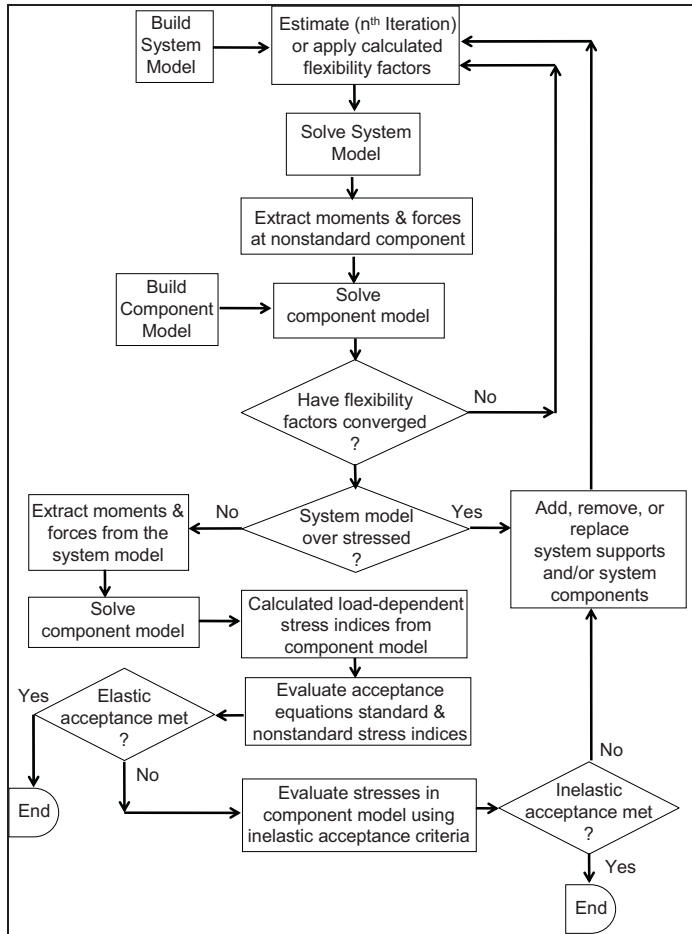 Build
System
Model
Estimate (nth Iteration)
or apply calculated
flexibility factors
Solve System
Model
Extract moments & forces
at nonstandard component
Build
Component
Model
Solve
component model
Have flexibility
factors converged
?
No
System model
over stressed
?
No
Yes
Extract moments &
forces from the
system model
Add, remove, or
replace
system supports
and/or system
components
Solve
component model
Calculated load-dependent
stress indices from
component model
Evaluate acceptance
equations standard &
nonstandard stress indices
Elastic
acceptance met
?
Yes
No
End
Evaluate stresses in
component model using
inelastic acceptance criteria
Inelastic
acceptance met
?
No
Yes
End